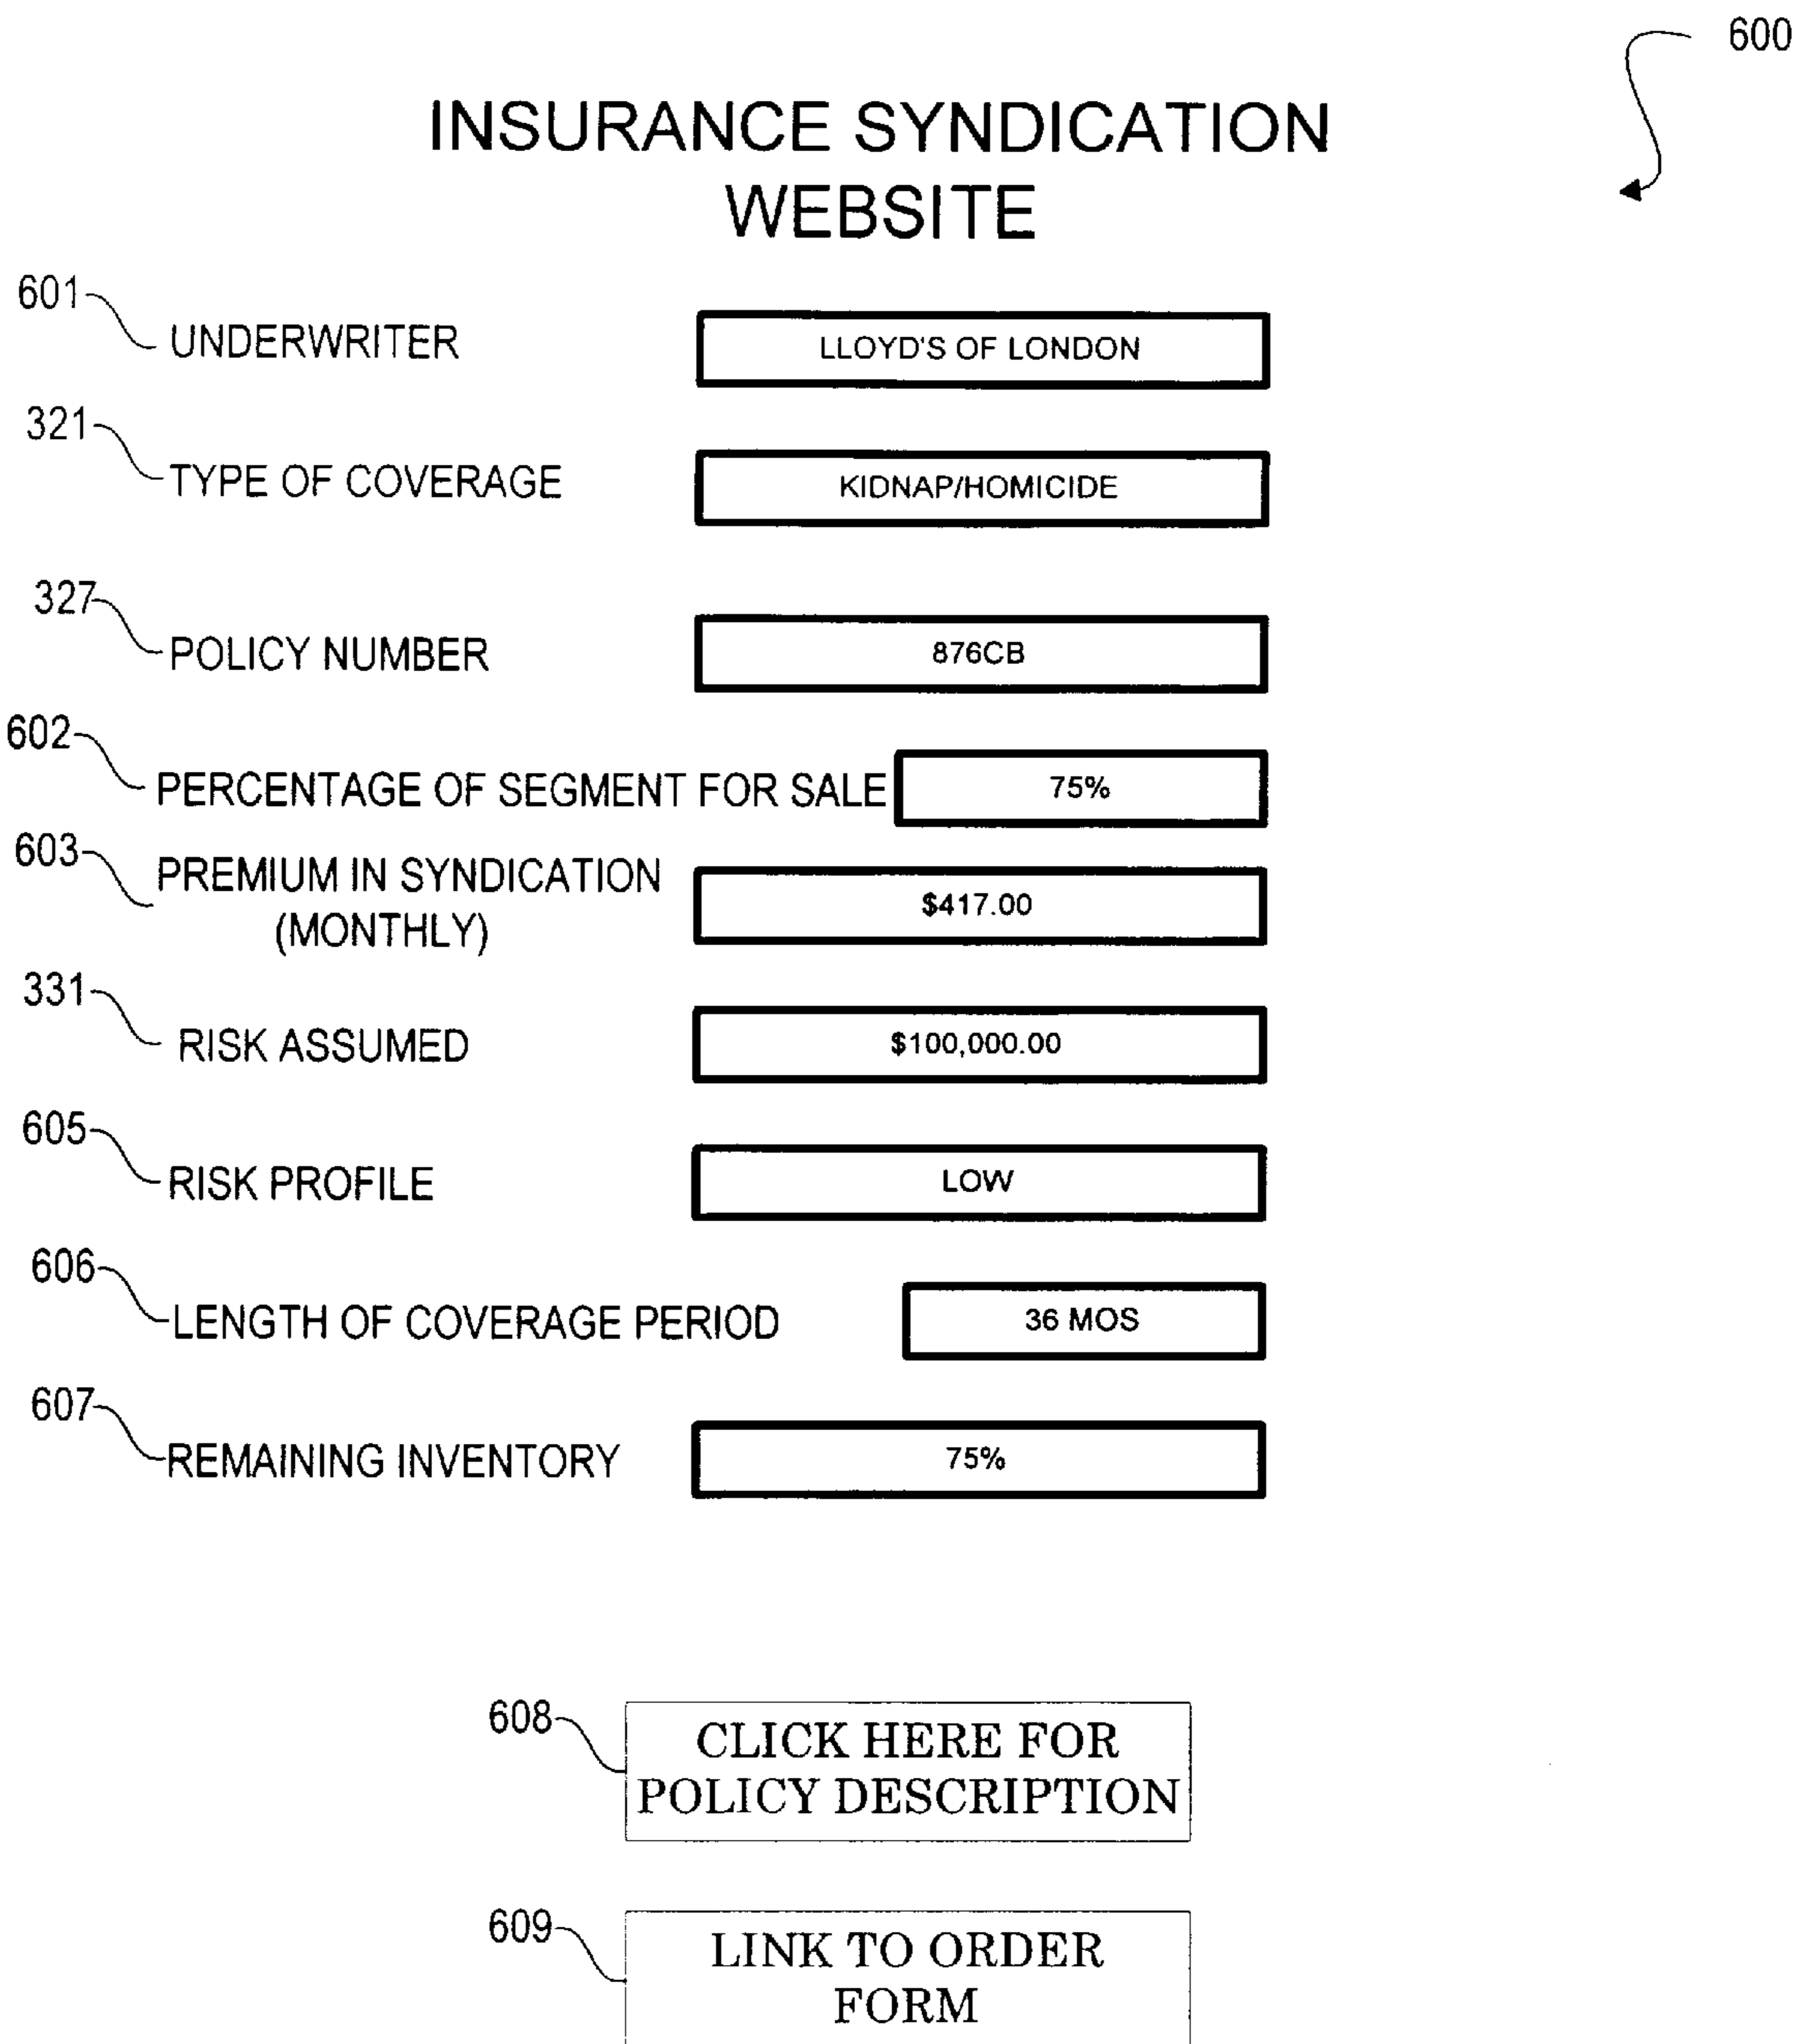 600
INSURANCE SYNDICATION
WEBSITE
601
UNDERWRITER
LLOYD'S OF LONDON
321
TYPE OF COVERAGE
KIDNAP/HOMICIDE
327
POLICY NUMBER
876CB
602
PERCENTAGE OF SEGMENT FOR SALE
75%
603
PREMIUM IN SYNDICATION
(MONTHLY)
$417.00
331
RISK ASSUMED
$100,000.00
605
RISK PROFILE
LOW
606
LENGTH OF COVERAGE PERIOD
36 MOS
607
REMAINING INVENTORY
75%
608
CLICK HERE FOR
POLICY DESCRIPTION
609
LINK TO ORDER
FORM